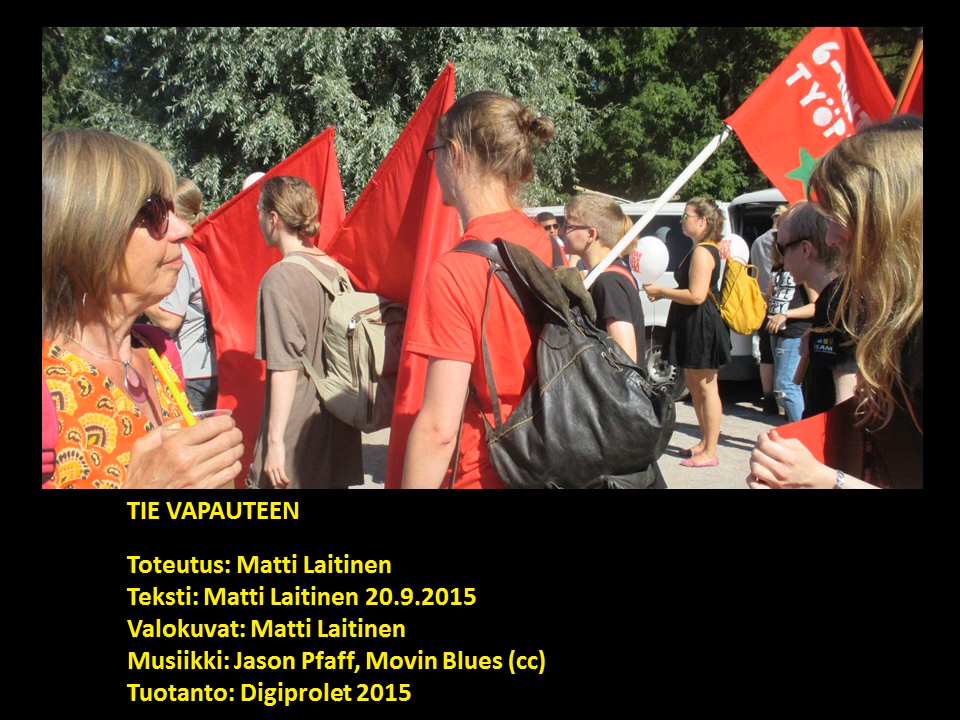 TYÖP
TIE VAPAUTEEN
Toteutus: Matti Laitinen
Teksti: Matti Laitinen 20.9.2015
Valokuvat: Matti Laitinen
Musiikki: Jason Pfaff, Movin Blues (cc)
Tuotanto: Digiprolet 2015